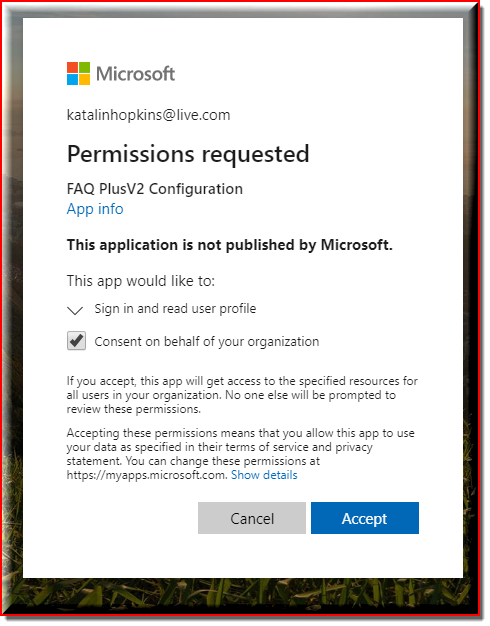 Microsoft
katalinhopkins@live.com
Permissions requested
FAQ PlusV2 Configuration
App info
This application is not published by Microsoft.
This app would like to:
Sign in and read user profile
Consent on behalf of your organization
If you accept, this app will get access to the specified resources for
all users in your organization. No one else will be prompted to
review these permissions.
Accepting these permissions means that you allow this app to use
your data as specified in their terms of service and privacy
statement. You can change these permissions at
https://myapps.microsoft.com. Show details
Cancel
Accept